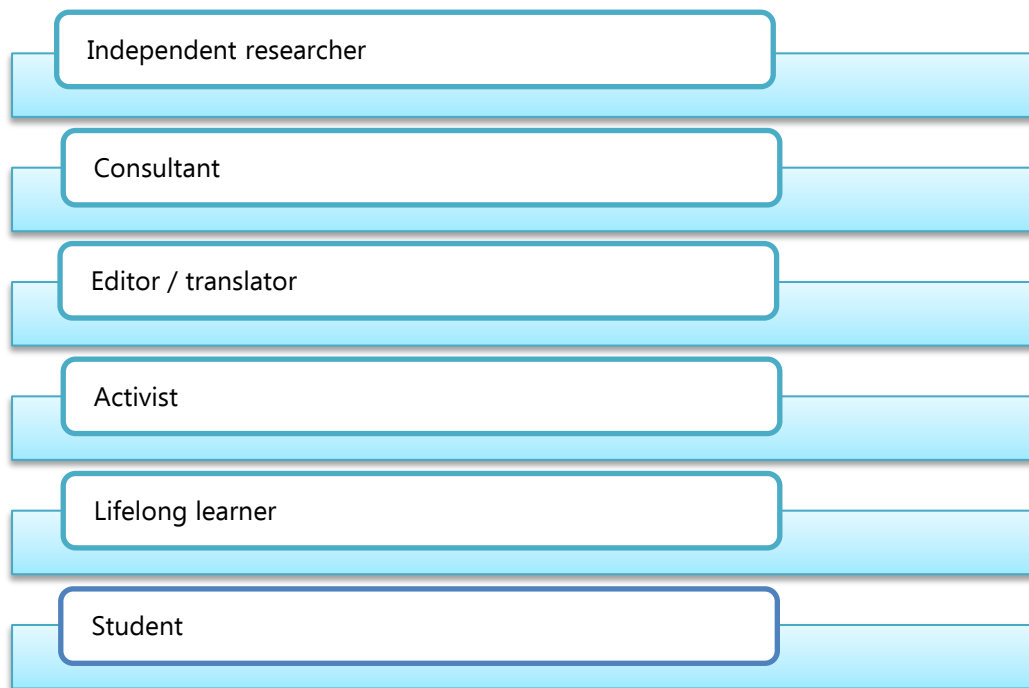 Independent researcher
Consultant
Editor / translator
Activist
Lifelong learner
Student